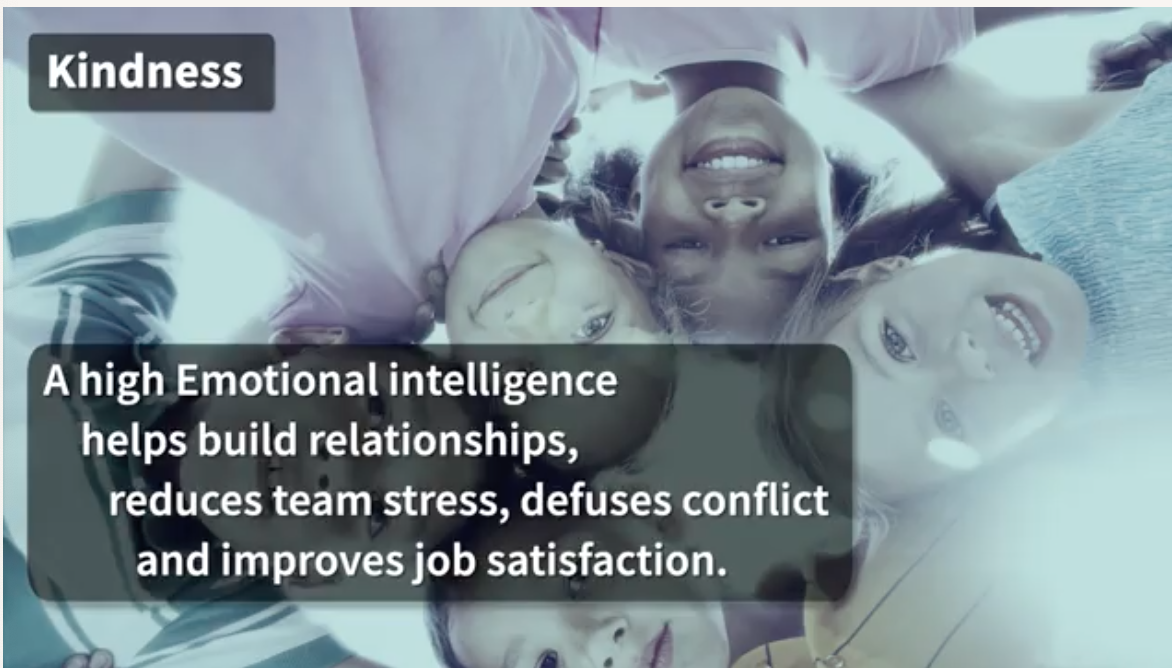 Kindness
A high Emotional intelligence
helps build relationships,
reduces team stress, defuses conflict
and improves job satisfaction.